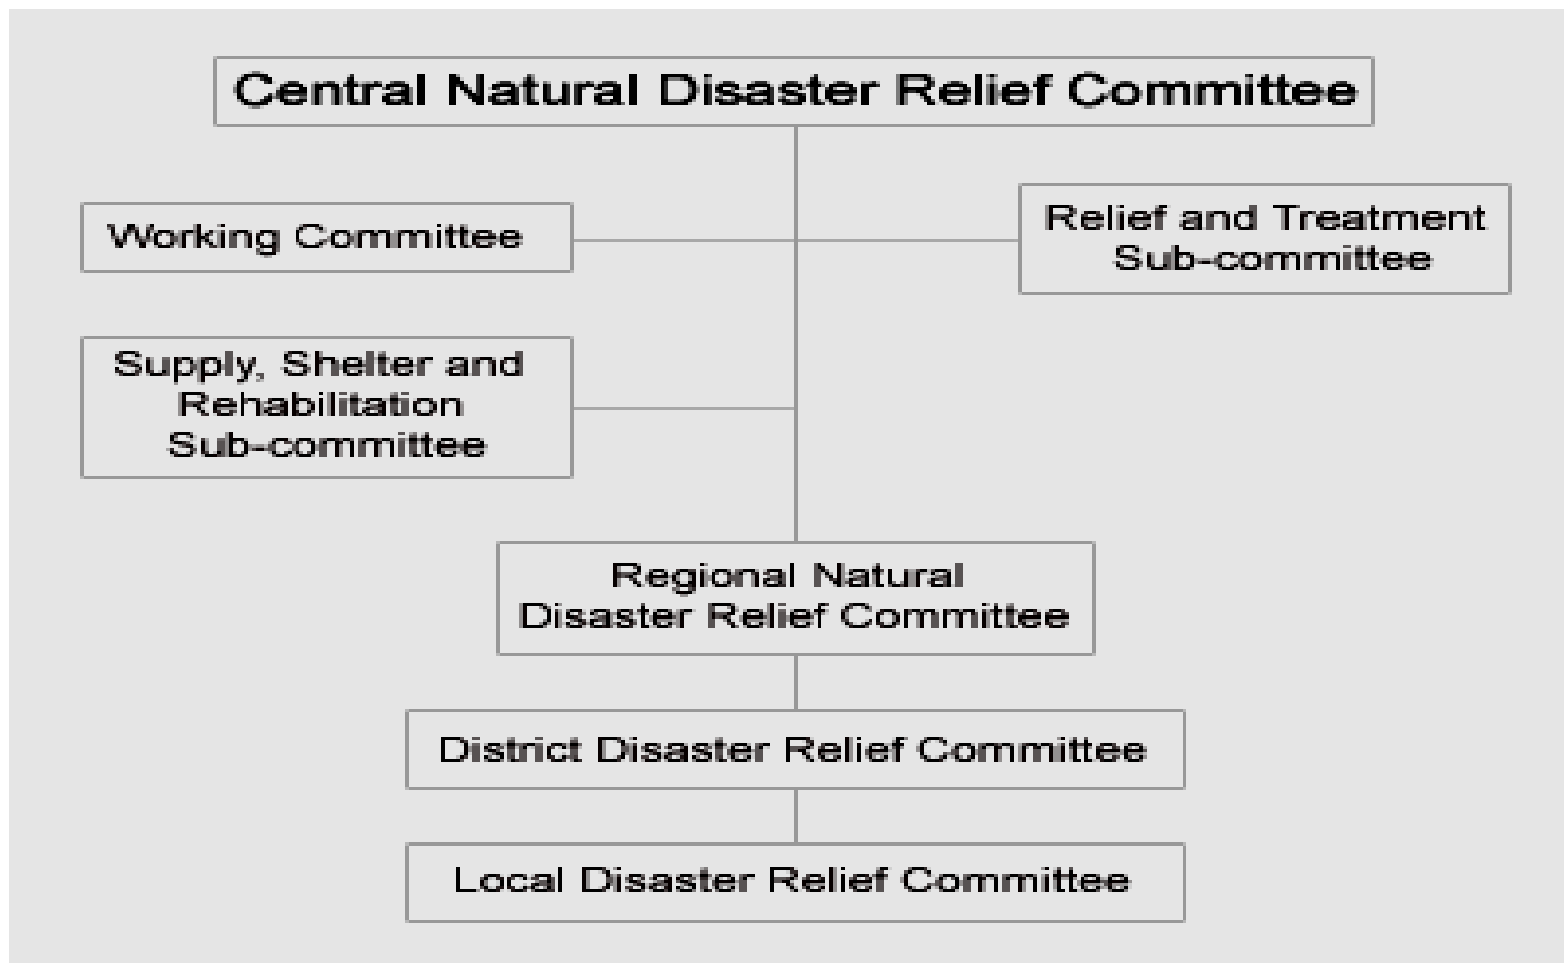 Central Natural Disaster Relief Committee
Working Committee
Relief and Treatment
Sub-committee
Supply, Shelter and
Rehabilitation
Sub-committee
Regional Natural
Disaster Relief Committee
District Disaster Relief Committee
Local Disaster Relief Committee